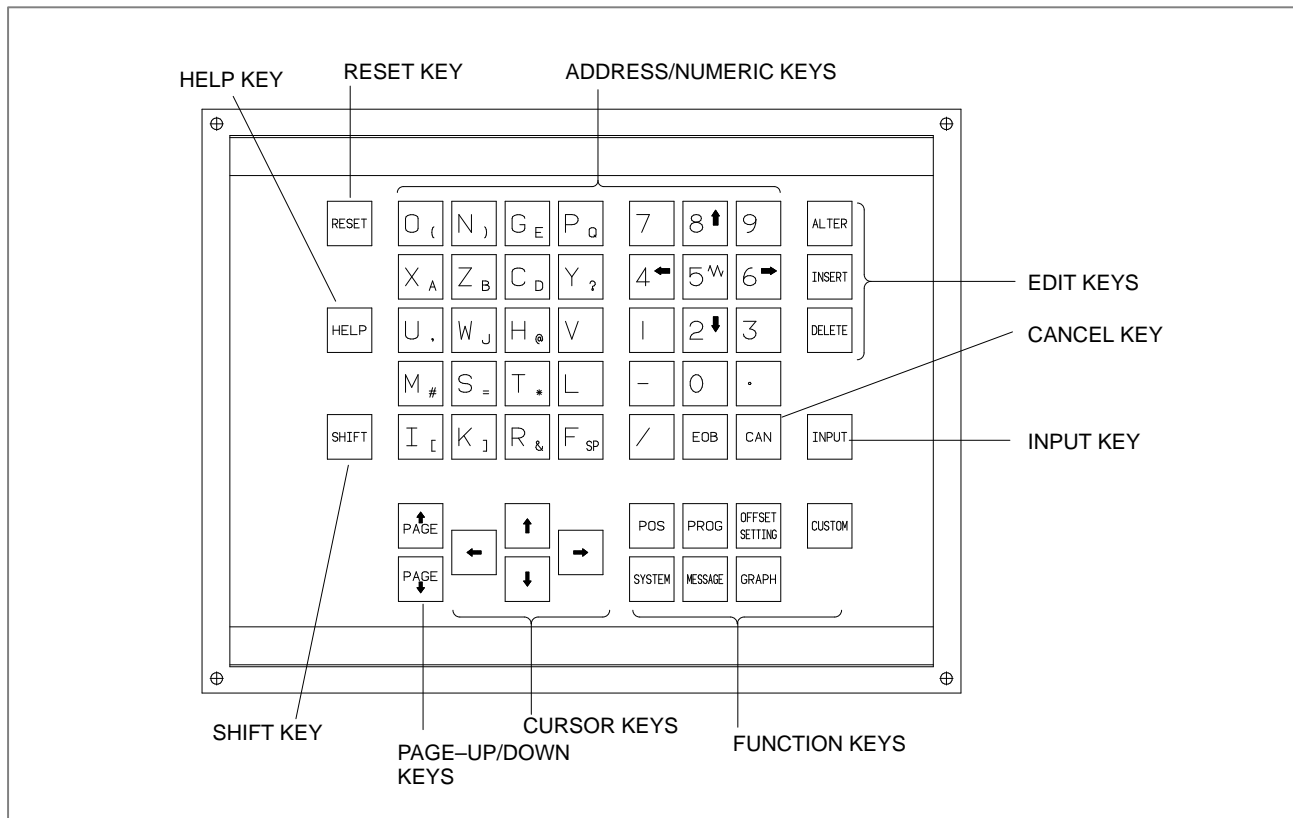 RESET KEY
ADDRESS/NUMERIC KEYS
HELP KEY
RESET O ( N ) G E P Q 7 8 9 ALTER
X A Z B C D Y ? 4 5 6 INSERT
EDIT KEYS
HELP U , W J H @ V 1 2 3 DELETE
CANCEL KEY
M # S = T * L - 0 .
SHIFT I [ K ] R & F SP / EOB CAN INPUT
INPUT KEY
PAGE POS PROG OFFSET SETTING CUSTOM
PAGE SYSTEM MESSAGE GRAPH
SHIFT KEY
CURSOR KEYS
FUNCTION KEYS
PAGE–UP/DOWN
KEYS